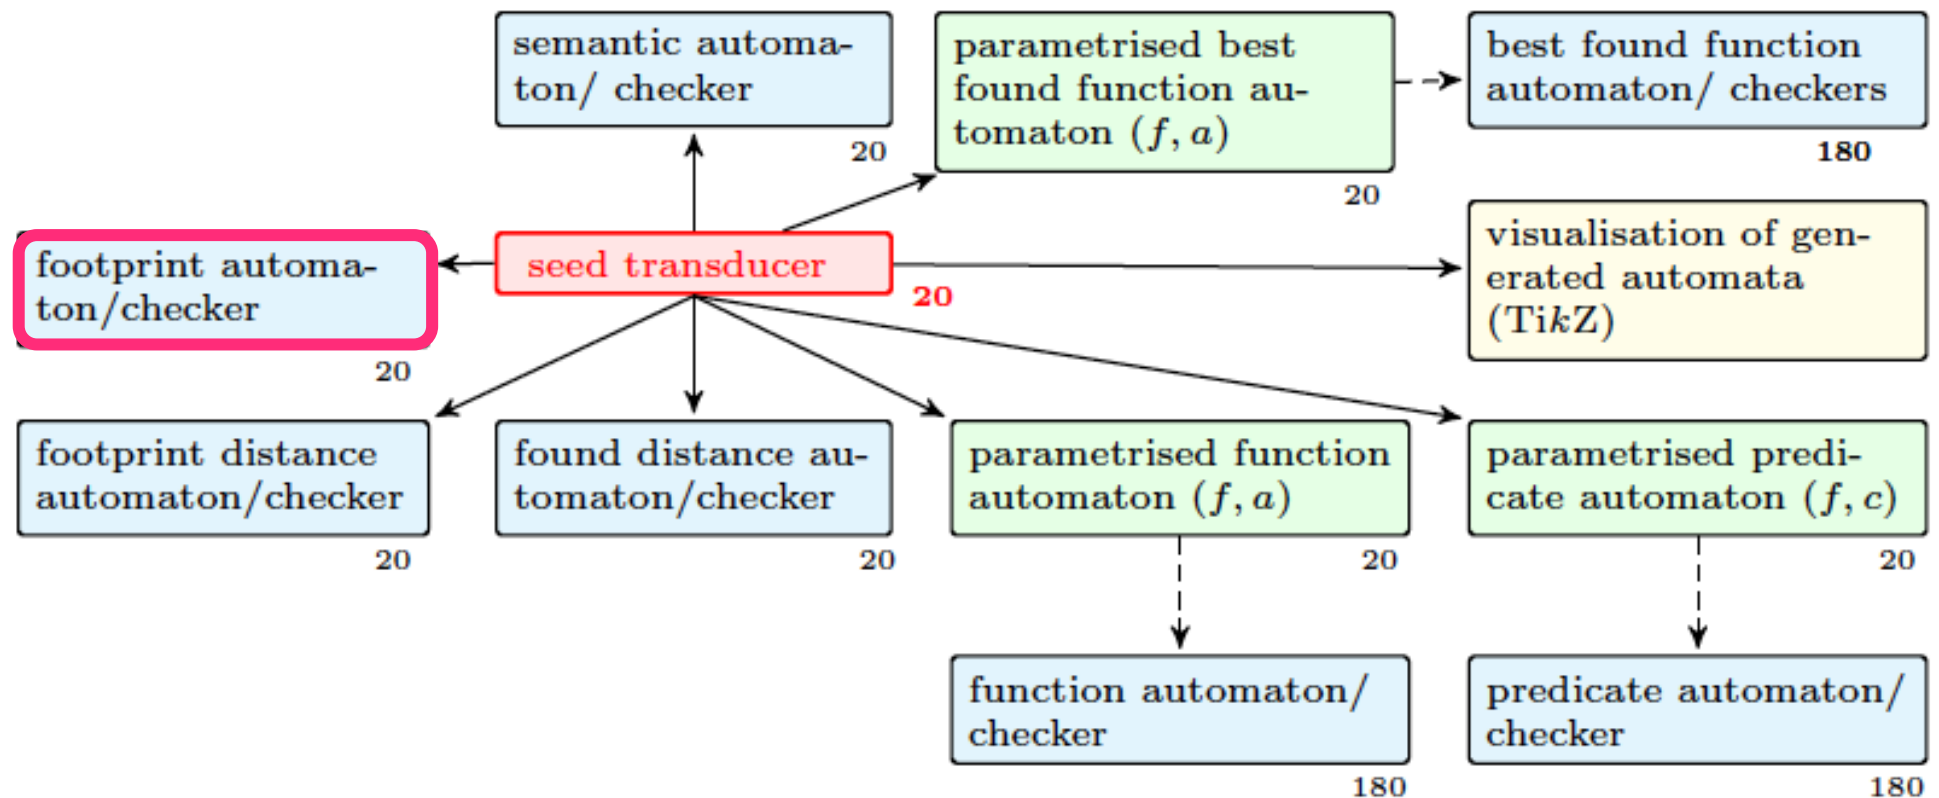 semantic automa-
ton/ checker
20
parametrised best
found function au-
tomaton (f, a)
20
best found function
automaton/ checkers
180
footprint automa-
ton/checker
20
seed transducer
20
visualisation of gen-
erated automata
(TikZ)
footprint distance
automaton/checker
20
found distance au-
tomaton/checker
20
parametrised function
automaton (f, a)
20
parametrised predi-
cate automaton (f, c)
20
function automaton/
checker
180
predicate automaton/
checker
180